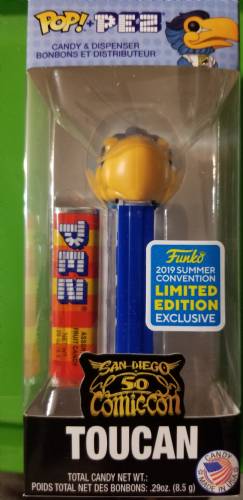 POP! PEZ
CANDY & DISPENSER
BONBONS ET DISTRIBUTEUR
PEZ
Funko
2019 SUMMER
CONVENTION
LIMITED
EDITION
EXCLUSIVE
SAN DIEGO
50
COMIC CON
TOUCAN
TOTAL CANDY NET WT.:
POIDS TOTAL NET DES BONBONS: .29oz. (8.5 g)
CANDY
MADE IN USA